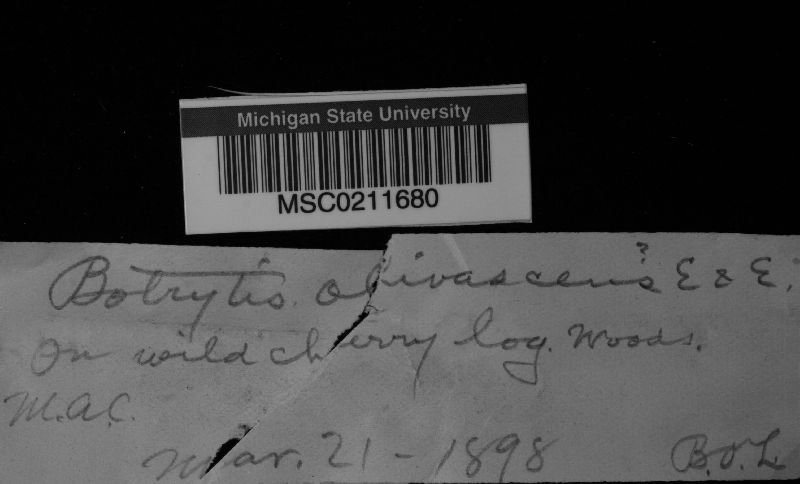 Michigan State University
MSC0211680
Botrytis. olivascens? E & E.
On wild cherry log. Woods.
M.A.C.
Mar. 21 - 1898 B.O.L